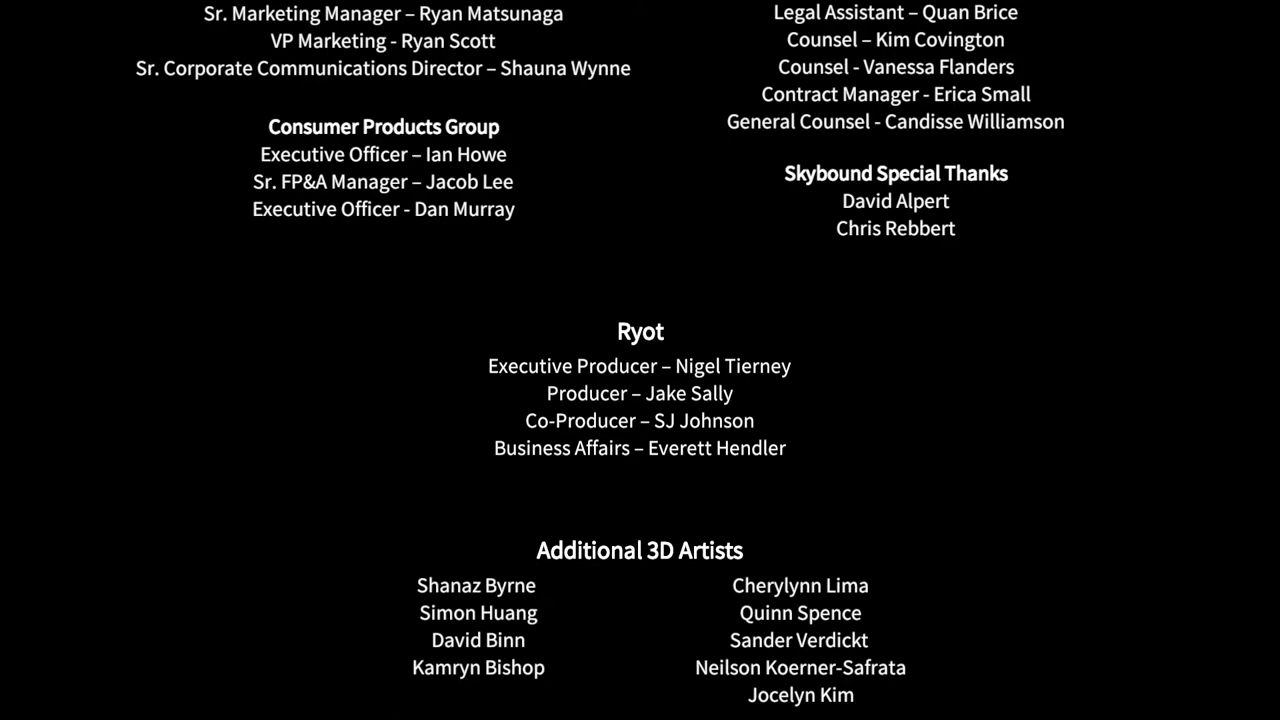 Sr. Marketing Manager – Ryan Matsunaga
VP Marketing - Ryan Scott
Sr. Corporate Communications Director – Shauna Wynne
Consumer Products Group
Executive Officer – Ian Howe
Sr. FP&A Manager – Jacob Lee
Executive Officer - Dan Murray
Legal Assistant – Quan Brice
Counsel – Kim Covington
Counsel - Vanessa Flanders
Contract Manager - Erica Small
General Counsel - Candisse Williamson
Skybound Special Thanks
David Alpert
Chris Rebbert
Ryot
Executive Producer – Nigel Tierney
Producer – Jake Sally
Co-Producer – SJ Johnson
Business Affairs – Everett Hendler
Additional 3D Artists
Shanaz Byrne
Simon Huang
David Binn
Kamryn Bishop
Cherylynn Lima
Quinn Spence
Sander Verdickt
Neilson Koerner-Safrata
Jocelyn Kim